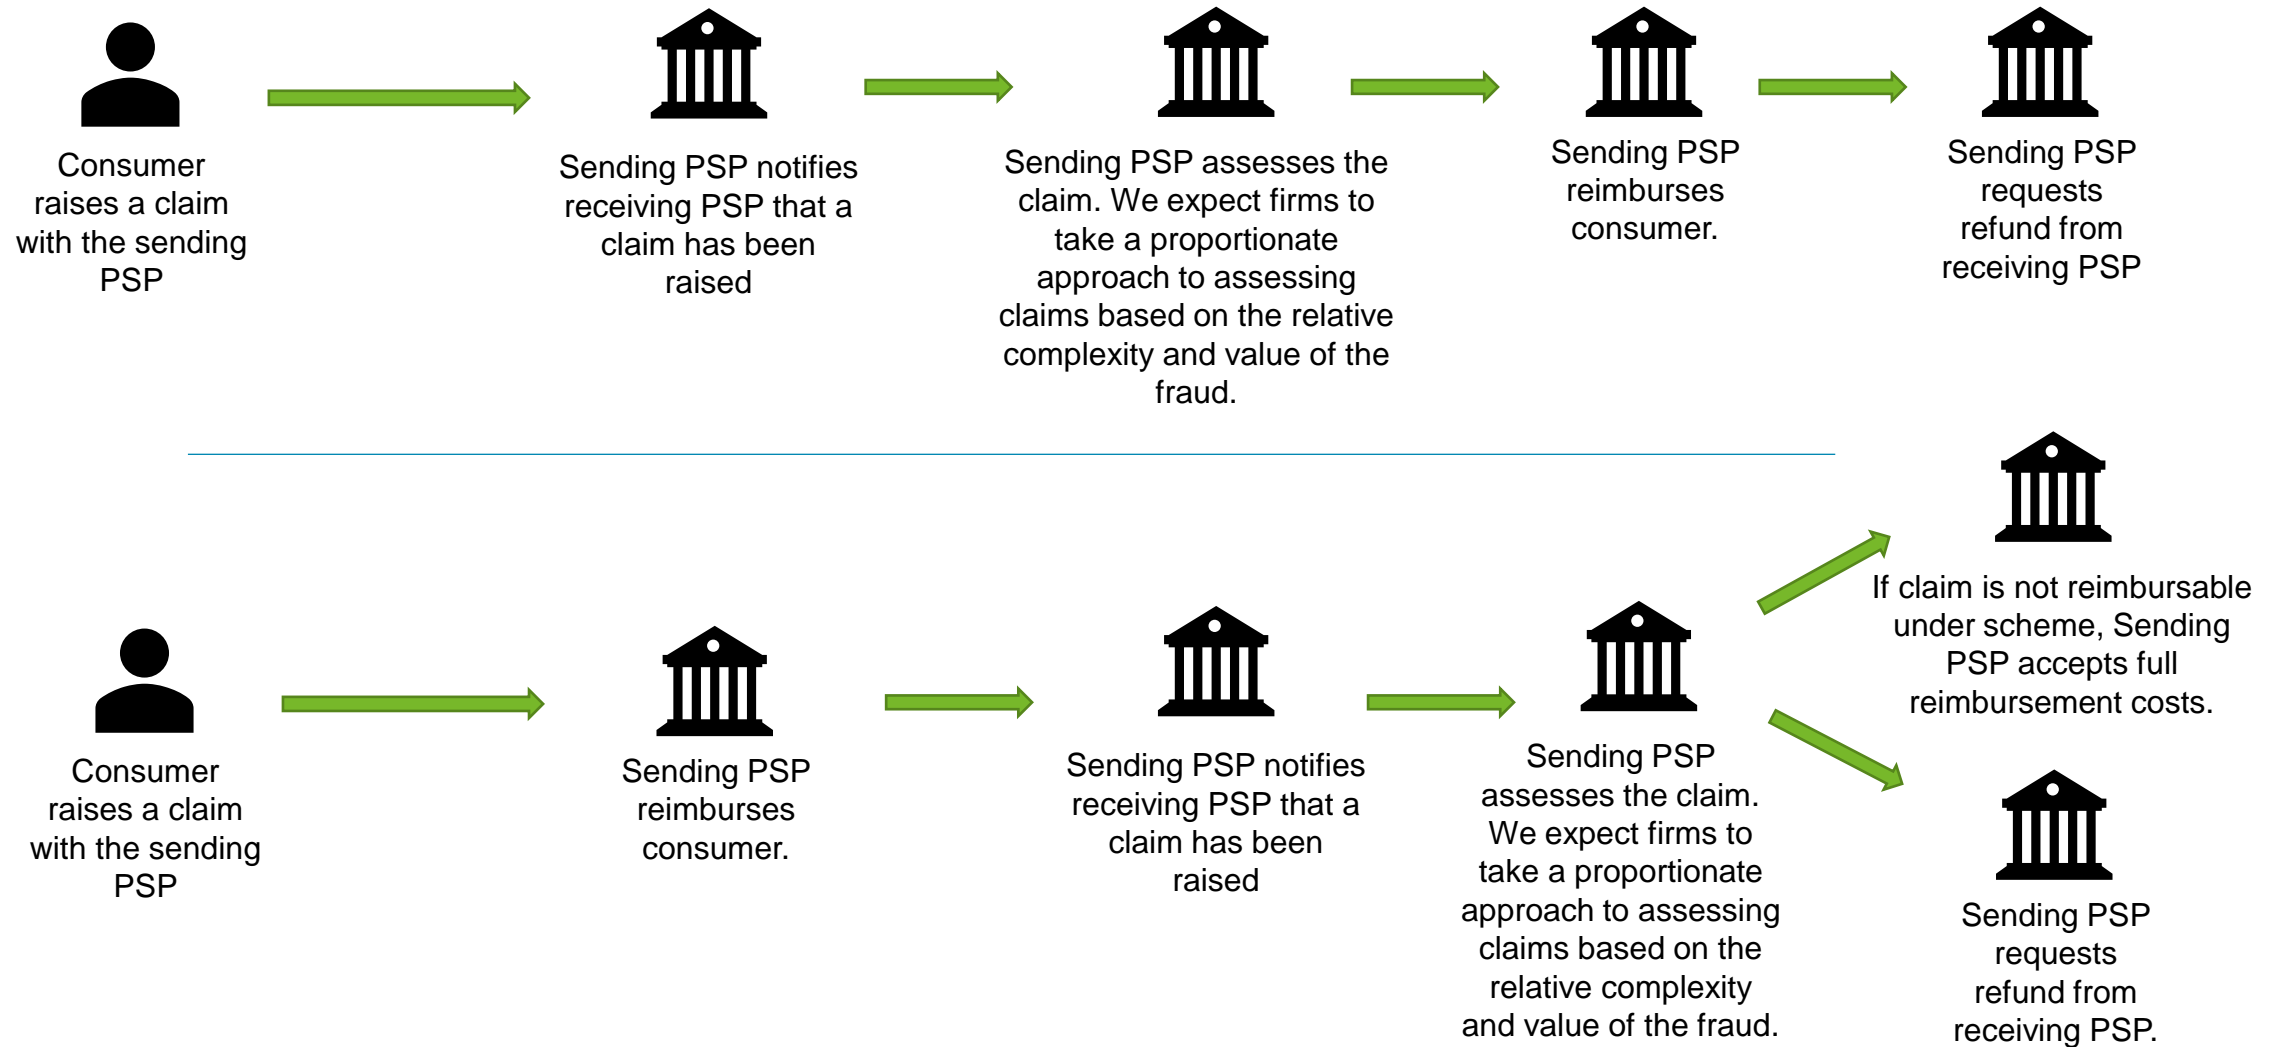 Consumer
raises a claim
with the sending
PSP
Sending PSP notifies
receiving PSP that a
claim has been
raised
Sending PSP assesses the
claim. We expect firms to
take a proportionate
approach to assessing
claims based on the relative
complexity and value of the
fraud.
Sending PSP
reimburses
consumer.
Sending PSP
requests
refund from
receiving PSP
Consumer
raises a claim
with the sending
PSP
Sending PSP
reimburses
consumer.
Sending PSP notifies
receiving PSP that a
claim has been
raised
Sending PSP
assesses the claim.
We expect firms to
take a proportionate
approach to assessing
claims based on the
relative complexity
and value of the fraud.
If claim is not reimbursable
under scheme, Sending
PSP accepts full
reimbursement costs.
Sending PSP
requests
refund from
receiving PSP.